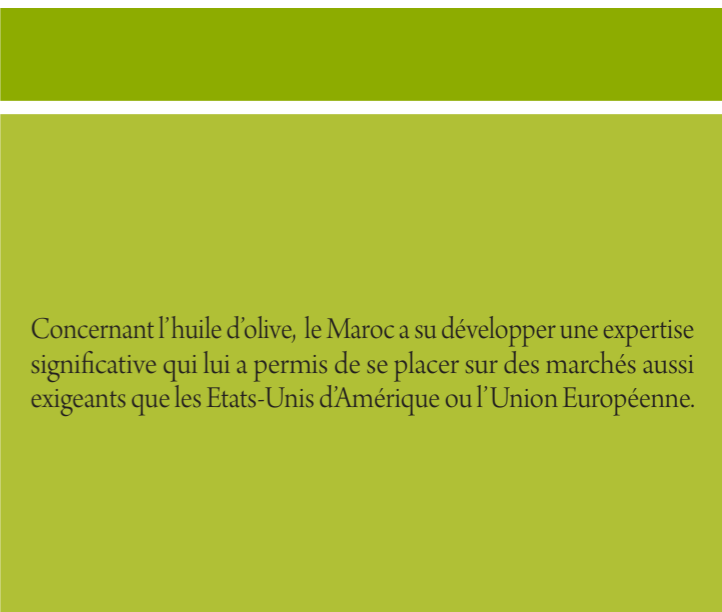 Concernant l'huile d'olive, le Maroc a su développer une expertise
significative qui lui a permis de se placer sur des marchés aussi
exigeants que les Etats-Unis d'Amérique ou l'Union Européenne.